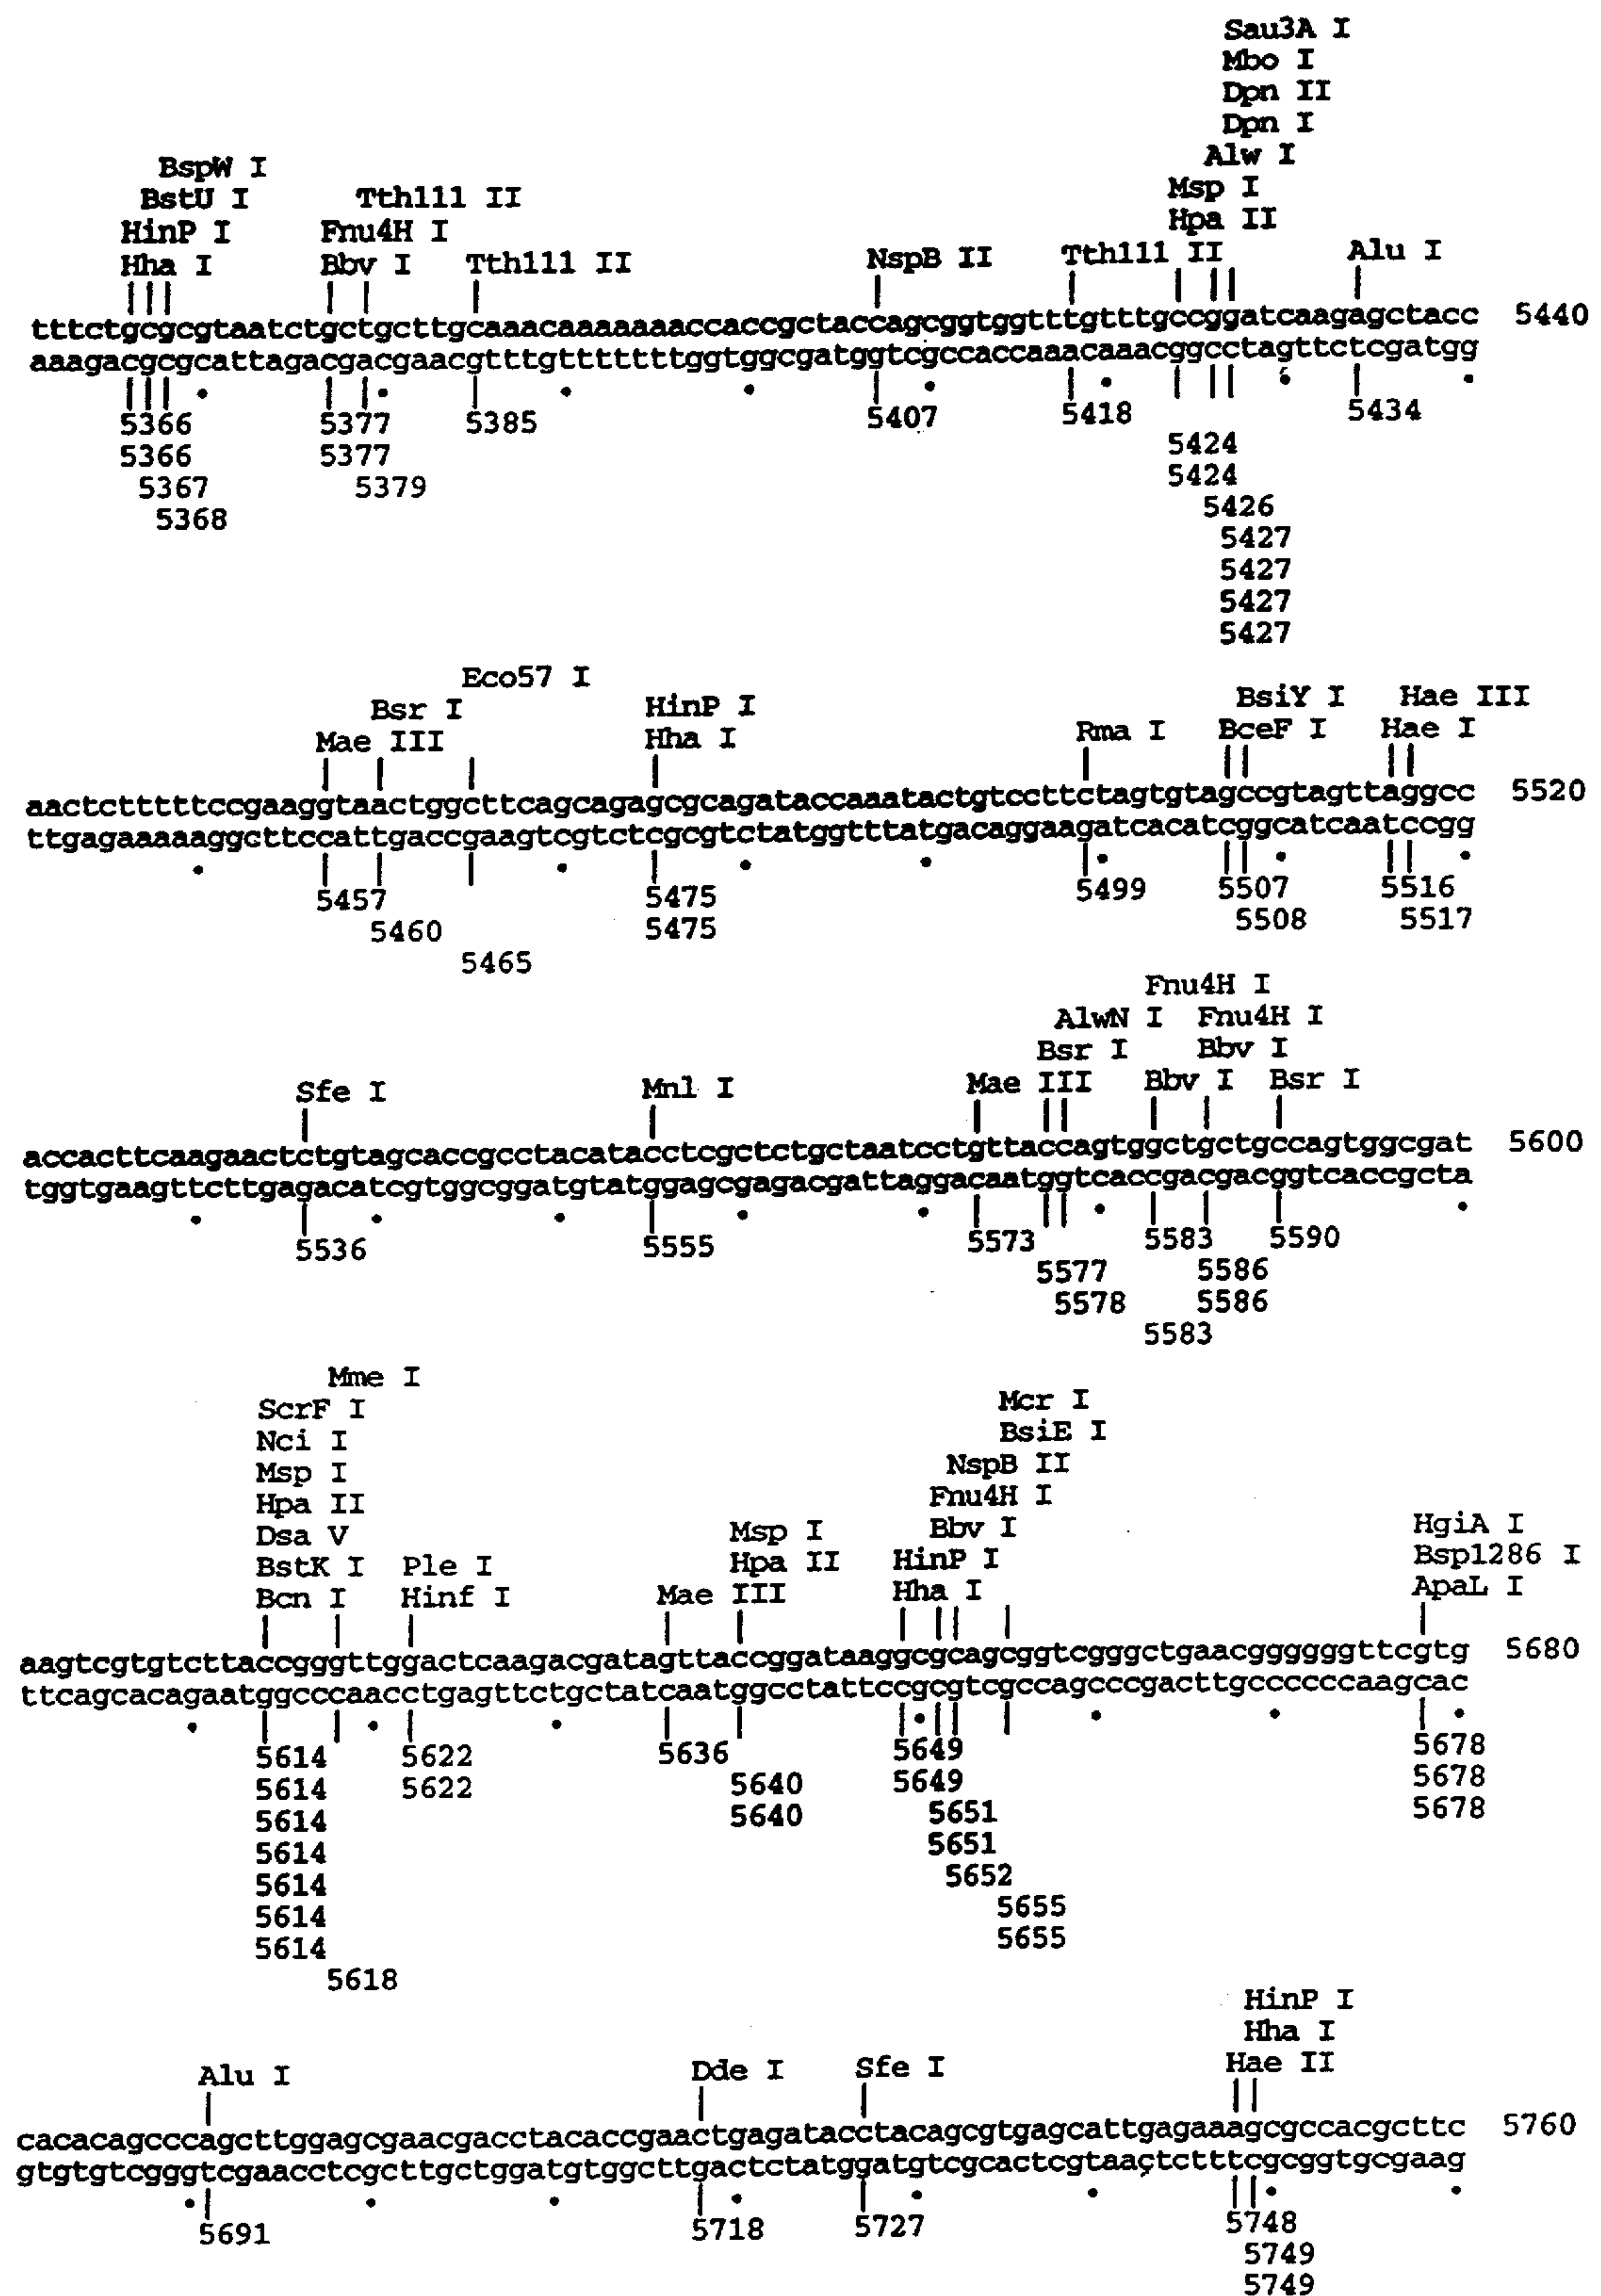 Sau3A I
Mbo I
Dpn II
Dpn I
BspW I Alw I
BstU I Tth111 II Msp I
HinP I Fnu4H I Hpa II
Hha I Bbv I Tth111 II NspB II Tth111 II Alu I
tttctgcgcgtaatctgctgcttgcaaacaaaaaaaccaccgctaccagcggtggtttgtttgccggatcaagagctacc 5440
aaagacgcgcattagacgacgaacgtttgtttttttggtggcgatggtcgccaccaaacaaacggcctagttctcgatgg
5366 5377 5385 5407 5418 5434
5366 5377 5424
5367 5379 5424
5368 5426
5427
5427
5427
5427
Eco57 I
Bsr I HinP I BsiY I Hae III
Mae III Hha I Rma I BceF I Hae I
aactctttttccgaaggtaactggcttcagcagagcgcagataccaaatactgtccttctagtgtagccgtagttaggcc 5520
ttgagaaaaaggcttccattgaccgaagtcgtctcgcgtctatggtttatgacaggaagatcacatcggcatcaatccgg
5457 5475 5499 5507 5516
5460 5475 5508 5517
5465
Fnu4H I
AlwN I Fnu4H I
Bsr I Bbv I
Sfe I Mnl I Mae III Bbv I Bsr I
accacttcaagaactctgtagcaccgcctacatacctcgctctgctaatcctgttaccagtggctgctgccagtggcgat 5600
tggtgaagttcttgagacatcgtggcggatgtatggagcgagacgattaggacaatggtcaccgacgacggtcaccgcta
5536 5555 5573 5583 5590
5577 5586
5578 5586
5583
Mme I
ScrF I Mcr I
Nci I BsiE I
Msp I NspB II
Hpa II Fnu4H I
Dsa V Msp I Bbv I HgiA I
BstK I Ple I Hpa II HinP I Bsp1286 I
Bcn I Hinf I Mae III Hha I ApaL I
aagtcgtgtcttaccgggttggactcaagacgatagttaccggataaggcgcagcggtcgggctgaacggggggttcgtg 5680
ttcagcacagaatggcccaacctgagttctgctatcaatggcctattccgcgtcgccagcccgacttgccccccaagcac
5614 5622 5636 5649 5678
5614 5622 5640 5649 5678
5614 5640 5651 5678
5614 5651
5614 5652
5614 5655
5614 5655
5618
HinP I
Hha I
Alu I Dde I Sfe I Hae II
cacacagcccagcttggagcgaacgacctacaccgaactgagatacctacagcgtgagcattgagaaagcgccacgcttc 5760
gtgtgtcgggtcgaacctcgcttgctggatgtggcttgactctatggatgtcgcactcgtaactctttcgcggtgcgaag
5691 5718 5727 5748
5749
5749